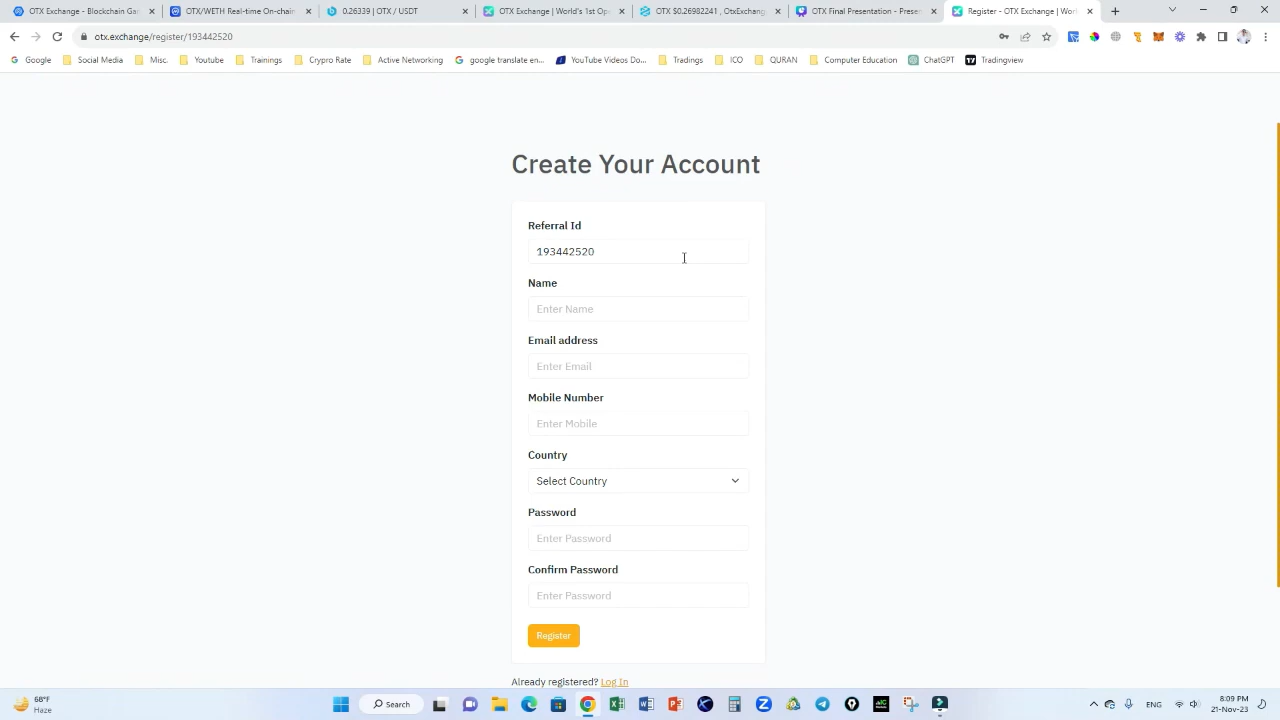 OTX Exchange - Blockchain Ga
OTX/WETH Real-time On-chain
0.26339 | OTX / USDT
OTX Exchange | World's 1st Ope
OTX $0.26982241 , OtxExchang
OTX Final Presentation - Presen
Register - OTX Exchange | Worl
otx.exchange/register/193442520
Google
Social Media
Misc.
Youtube
Trainings
Crypro Rate
Active Networking
google translate en...
YouTube Videos Do...
Tradings
ICO
QURAN
Computer Education
ChatGPT
Tradingview
Create Your Account
Referral Id
193442520
Name
Enter Name
Email address
Enter Email
Mobile Number
Enter Mobile
Country
Select Country
Password
Enter Password
Confirm Password
Enter Password
Register
Already registered? Log In
68°F
Haze
Search
ENG
8:09 PM
21-Nov-23